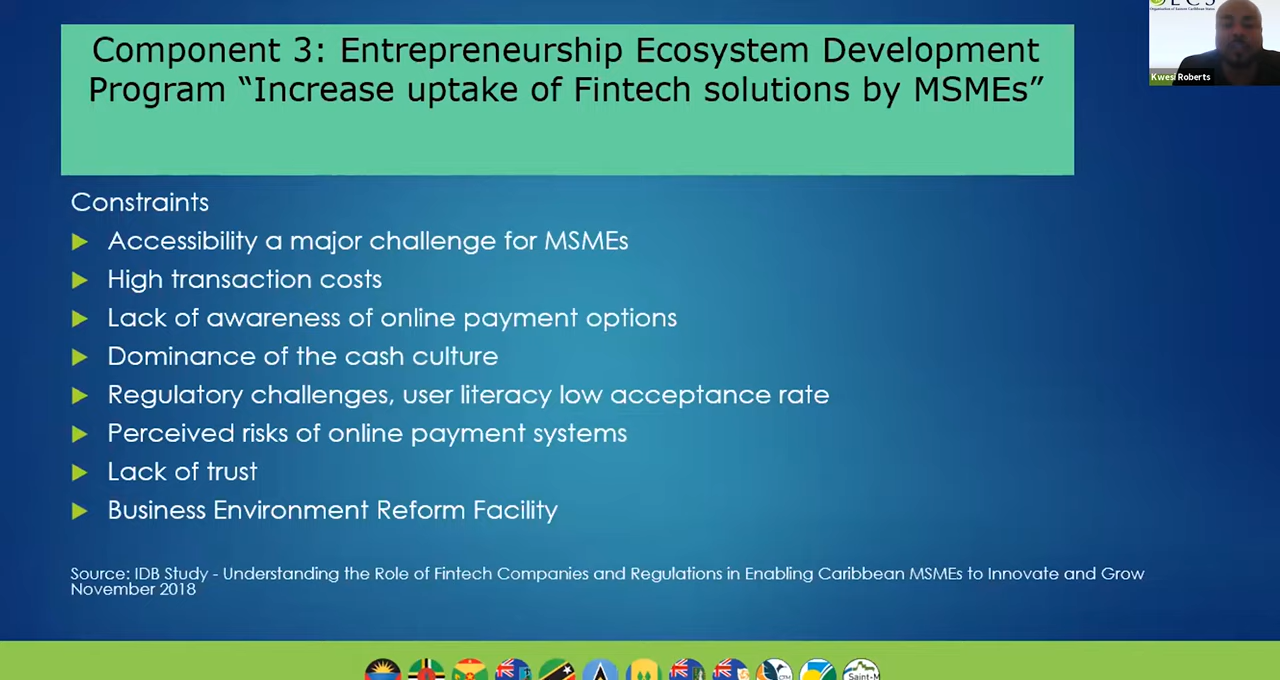 Component 3: Entrepreneurship Ecosystem Development
Program “Increase uptake of Fintech solutions by MSMEs”
Kwesi Roberts
Constraints
Accessibility a major challenge for MSMEs
High transaction costs
Lack of awareness of online payment options
Dominance of the cash culture
Regulatory challenges, user literacy low acceptance rate
Perceived risks of online payment systems
Lack of trust
Business Environment Reform Facility
Source: IDB Study - Understanding the Role of Fintech Companies and Regulations in Enabling Caribbean MSMEs to Innovate and Grow
November 2018